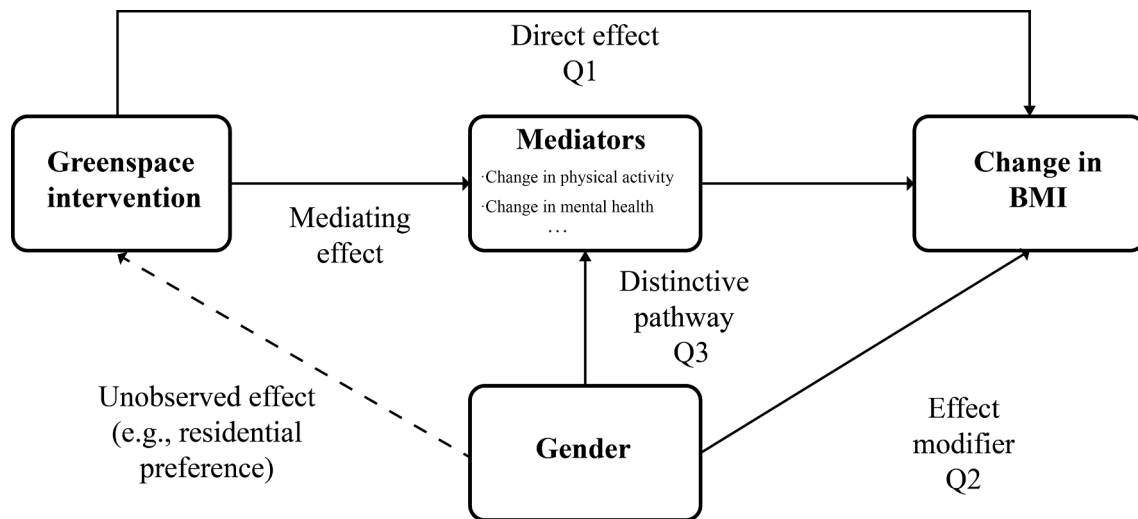 Direct effect
Q1
Greenspace
intervention
Mediators
·Change in physical activity
·Change in mental health
…
Change in
BMI
Mediating
effect
Distinctive
pathway
Q3
Unobserved effect
(e.g., residential
preference)
Gender
Effect
modifier
Q2